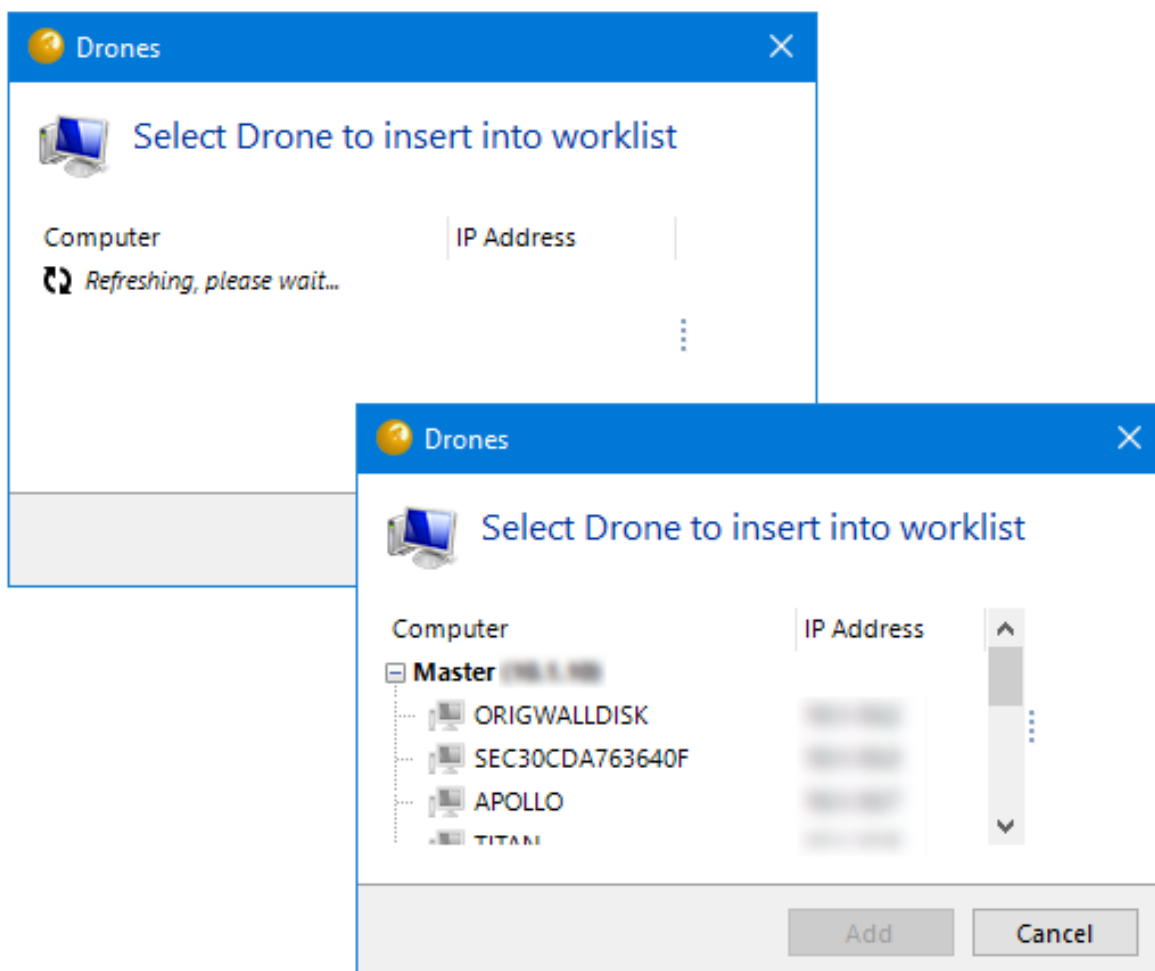 Drones
Select Drone to insert into worklist
Computer IP Address
Refreshing, please wait...
Drones
Select Drone to insert into worklist
Computer IP Address
Master
ORIGWALLDISK
SEC30CDA763640F
APOLLO
TITAN
Add Cancel